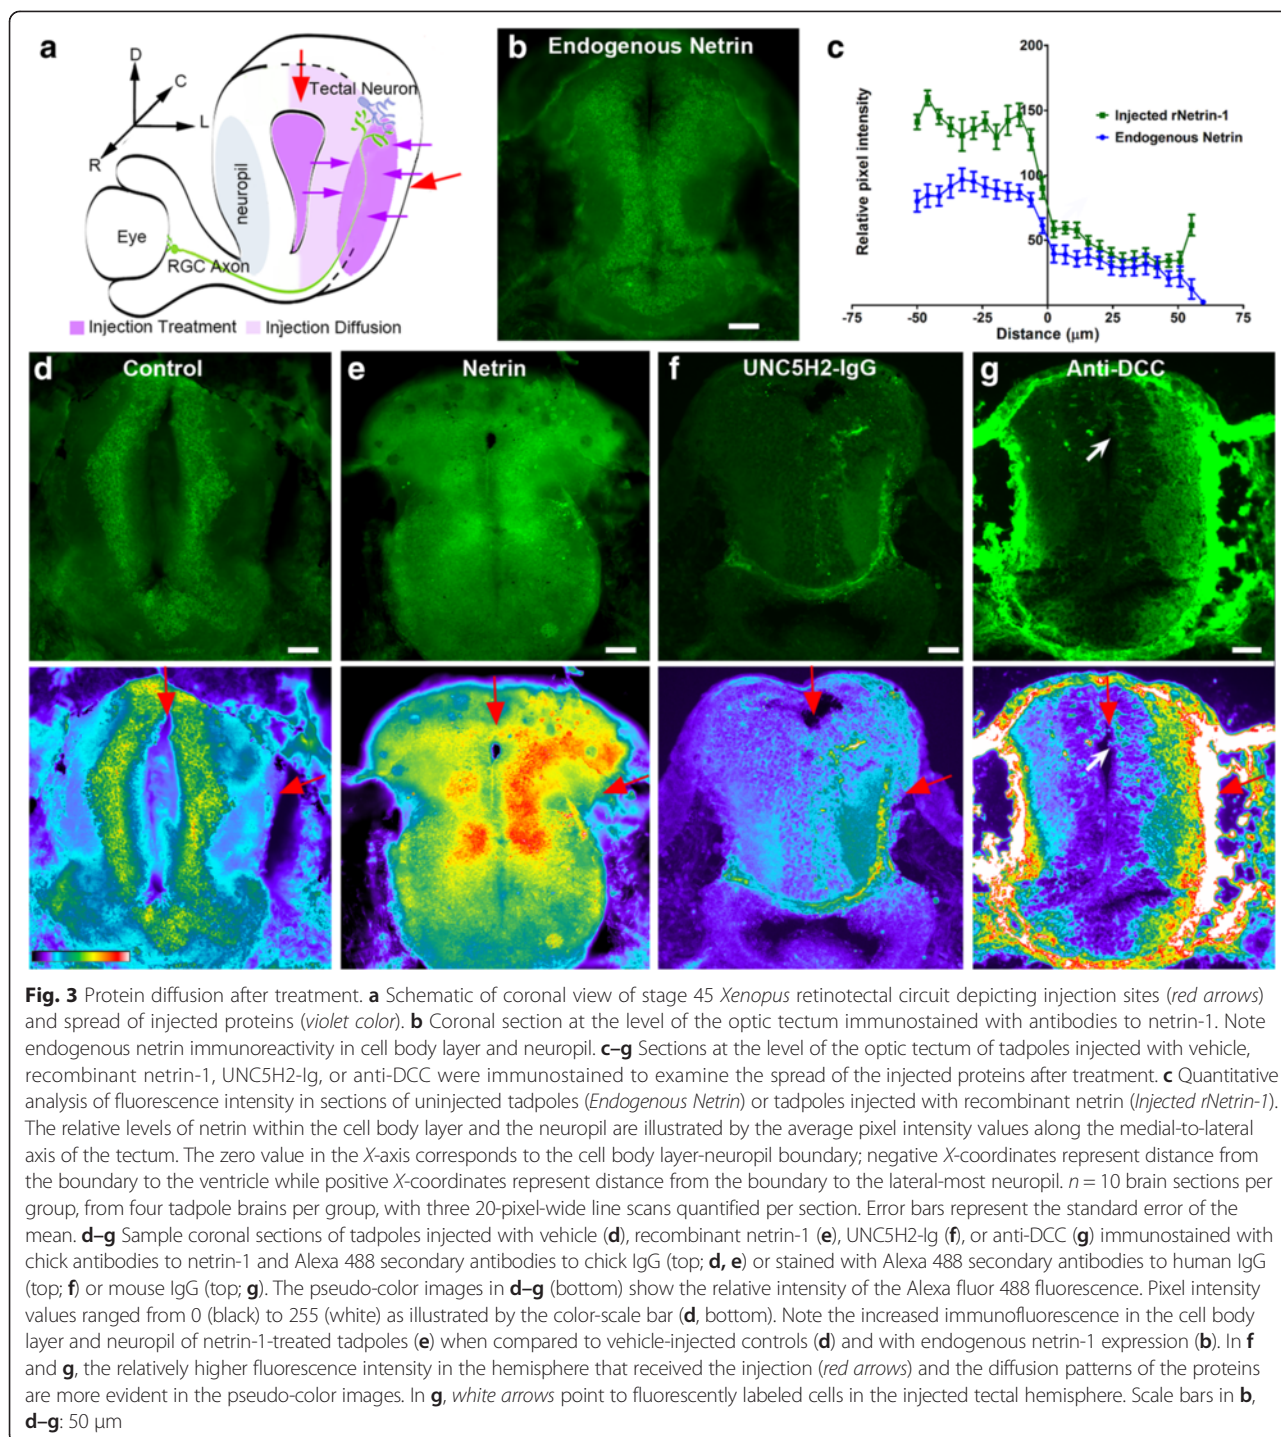 a
D
C
L
R
Tectal Neuron
neuropil
Eye
RGC Axon
Injection Treatment
Injection Diffusion
b
Endogenous Netrin
c
200
150
100
50
Relative pixel intensity
Injected rNetrin-1
Endogenous Netrin
-75
-50
-25
0
25
50
75
Distance (µm)
d
Control
e
Netrin
f
UNC5H2-IgG
g
Anti-DCC
Fig. 3 Protein diffusion after treatment. a Schematic of coronal view of stage 45 Xenopus retinotectal circuit depicting injection sites (red arrows)
and spread of injected proteins (violet color). b Coronal section at the level of the optic tectum immunostained with antibodies to netrin-1. Note
endogenous netrin immunoreactivity in cell body layer and neuropil. c–g Sections at the level of the optic tectum of tadpoles injected with vehicle,
recombinant netrin-1, UNC5H2-Ig, or anti-DCC were immunostained to examine the spread of the injected proteins after treatment. c Quantitative
analysis of fluorescence intensity in sections of uninjected tadpoles (Endogenous Netrin) or tadpoles injected with recombinant netrin (Injected rNetrin-1).
The relative levels of netrin within the cell body layer and the neuropil are illustrated by the average pixel intensity values along the medial-to-lateral
axis of the tectum. The zero value in the X-axis corresponds to the cell body layer-neuropil boundary; negative X-coordinates represent distance from
the boundary to the ventricle while positive X-coordinates represent distance from the boundary to the lateral-most neuropil. n = 10 brain sections per
group, from four tadpole brains per group, with three 20-pixel-wide line scans quantified per section. Error bars represent the standard error of the
mean. d–g Sample coronal sections of tadpoles injected with vehicle (d), recombinant netrin-1 (e), UNC5H2-Ig (f), or anti-DCC (g) immunostained with
chick antibodies to netrin-1 and Alexa 488 secondary antibodies to chick IgG (top; d, e) or stained with Alexa 488 secondary antibodies to human IgG
(top; f) or mouse IgG (top; g). The pseudo-color images in d–g (bottom) show the relative intensity of the Alexa fluor 488 fluorescence. Pixel intensity
values ranged from 0 (black) to 255 (white) as illustrated by the color-scale bar (d, bottom). Note the increased immunofluorescence in the cell body
layer and neuropil of netrin-1-treated tadpoles (e) when compared to vehicle-injected controls (d) and with endogenous netrin-1 expression (b). In f
and g, the relatively higher fluorescence intensity in the hemisphere that received the injection (red arrows) and the diffusion patterns of the proteins
are more evident in the pseudo-color images. In g, white arrows point to fluorescently labeled cells in the injected tectal hemisphere. Scale bars in b,
d–g: 50 µm